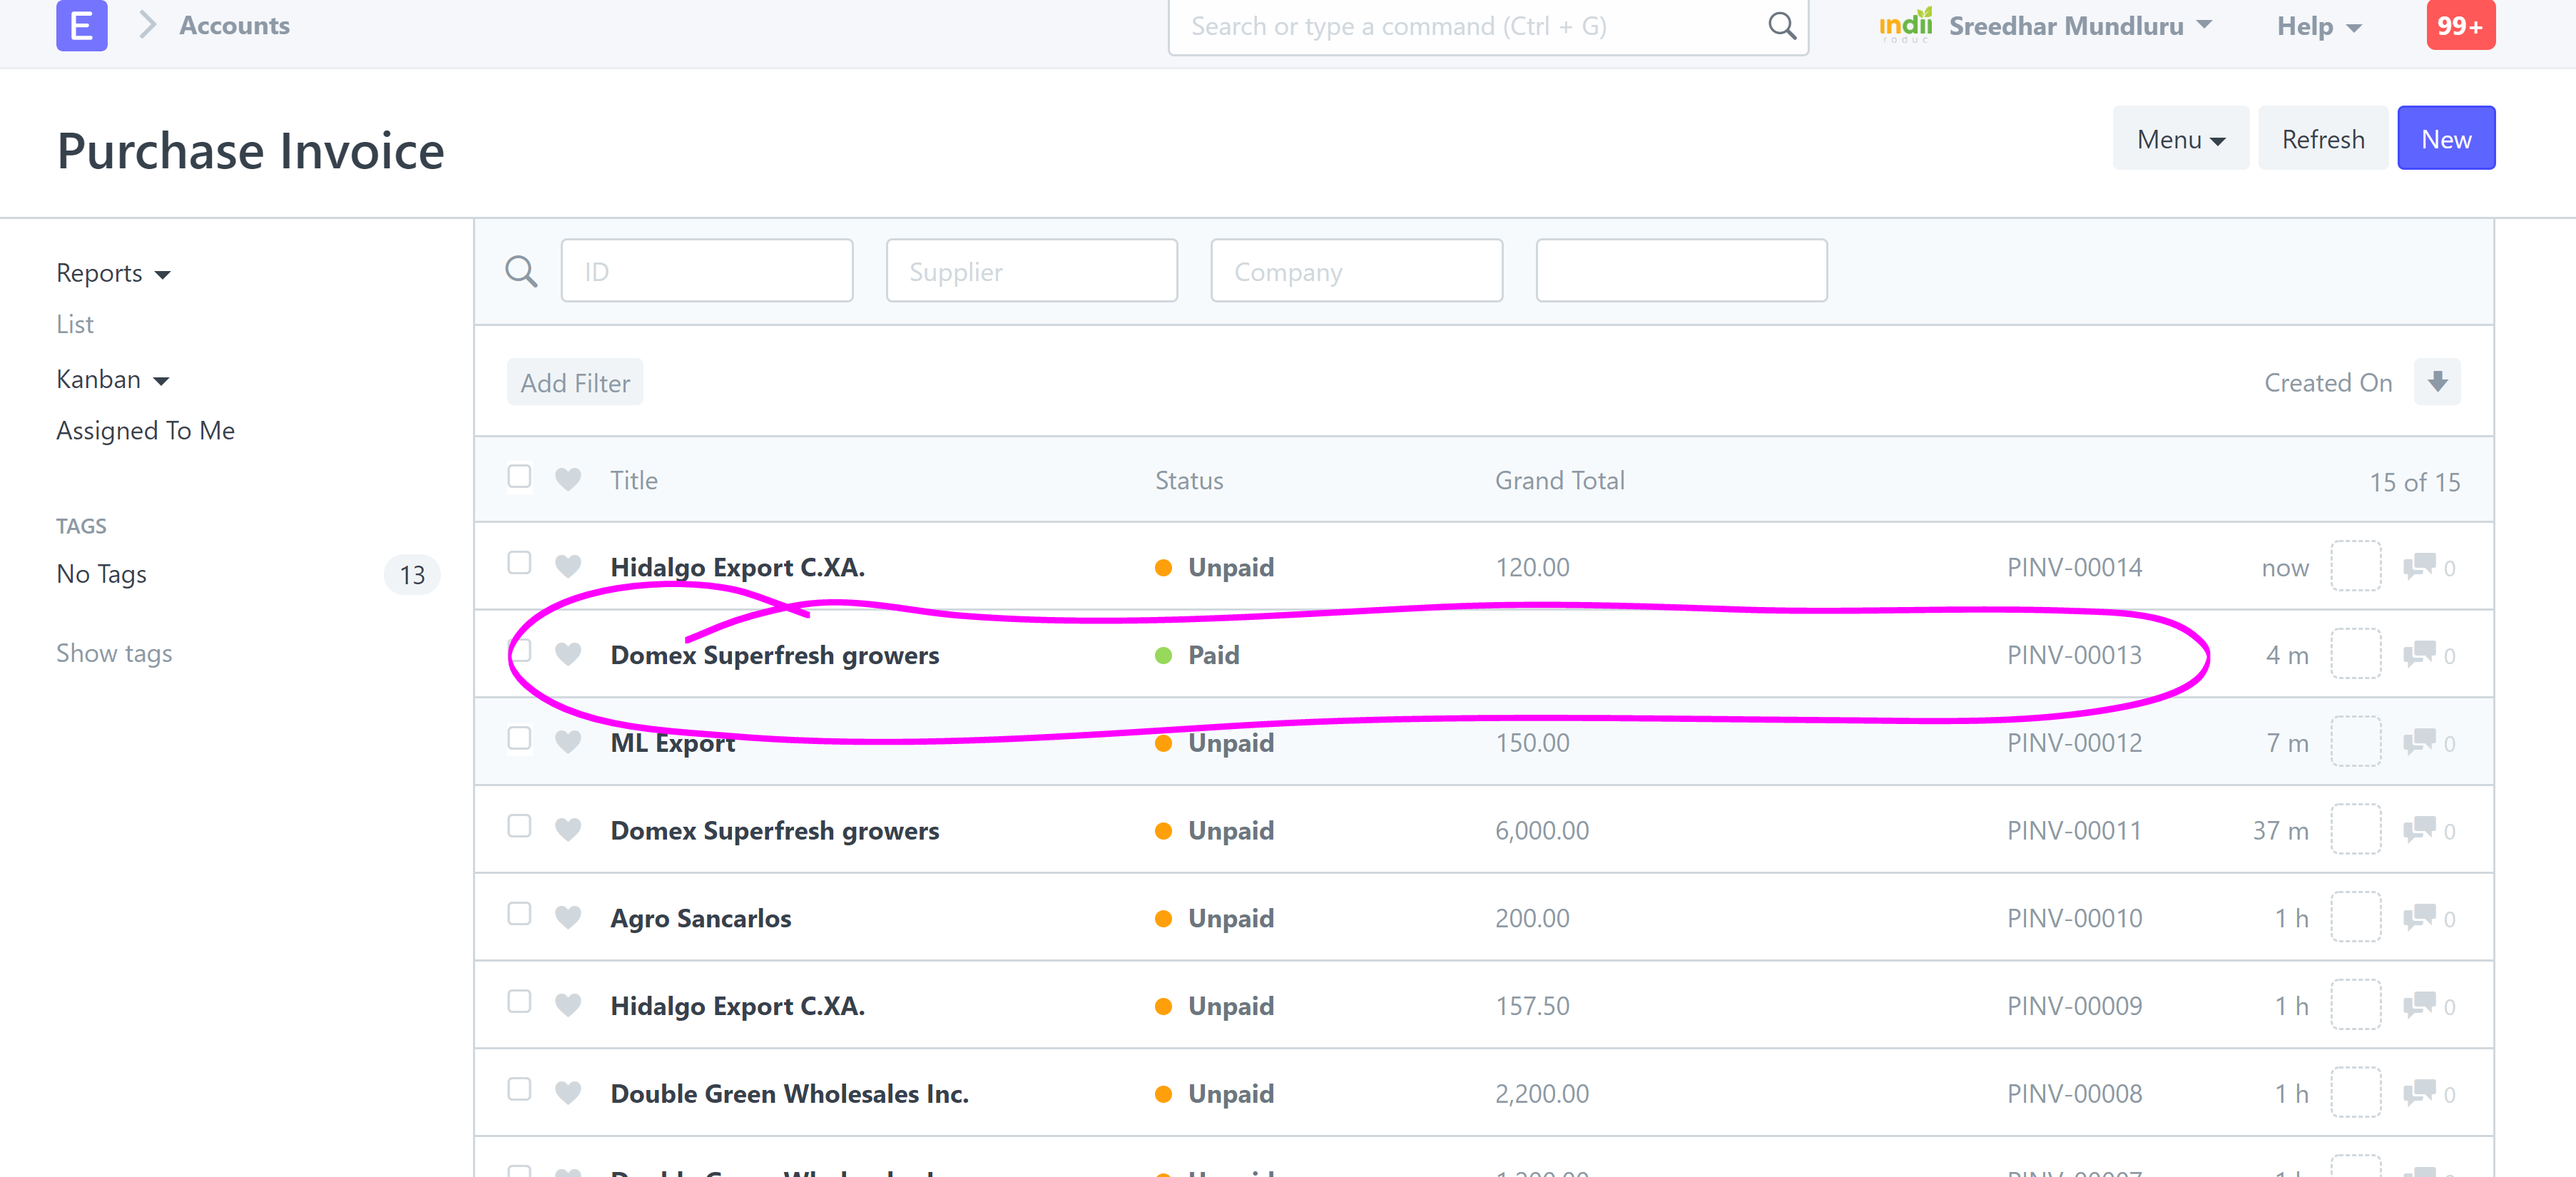 E Accounts Search or type a command (Ctrl + G) indii roduc Sreedhar Mundluru Help 99+
Purchase Invoice Menu Refresh New
Reports ID Supplier Company
List
Kanban Add Filter Created On
Assigned To Me
Title Status Grand Total 15 of 15
TAGS
No Tags 13 Hidalgo Export C.XA. Unpaid 120.00 PINV-00014 now 0
Show tags Domex Superfresh growers Paid PINV-00013 4 m 0
ML Export Unpaid 150.00 PINV-00012 7 m 0
Domex Superfresh growers Unpaid 6,000.00 PINV-00011 37 m 0
Agro Sancarlos Unpaid 200.00 PINV-00010 1 h 0
Hidalgo Export C.XA. Unpaid 157.50 PINV-00009 1 h 0
Double Green Wholesales Inc. Unpaid 2,200.00 PINV-00008 1 h 0